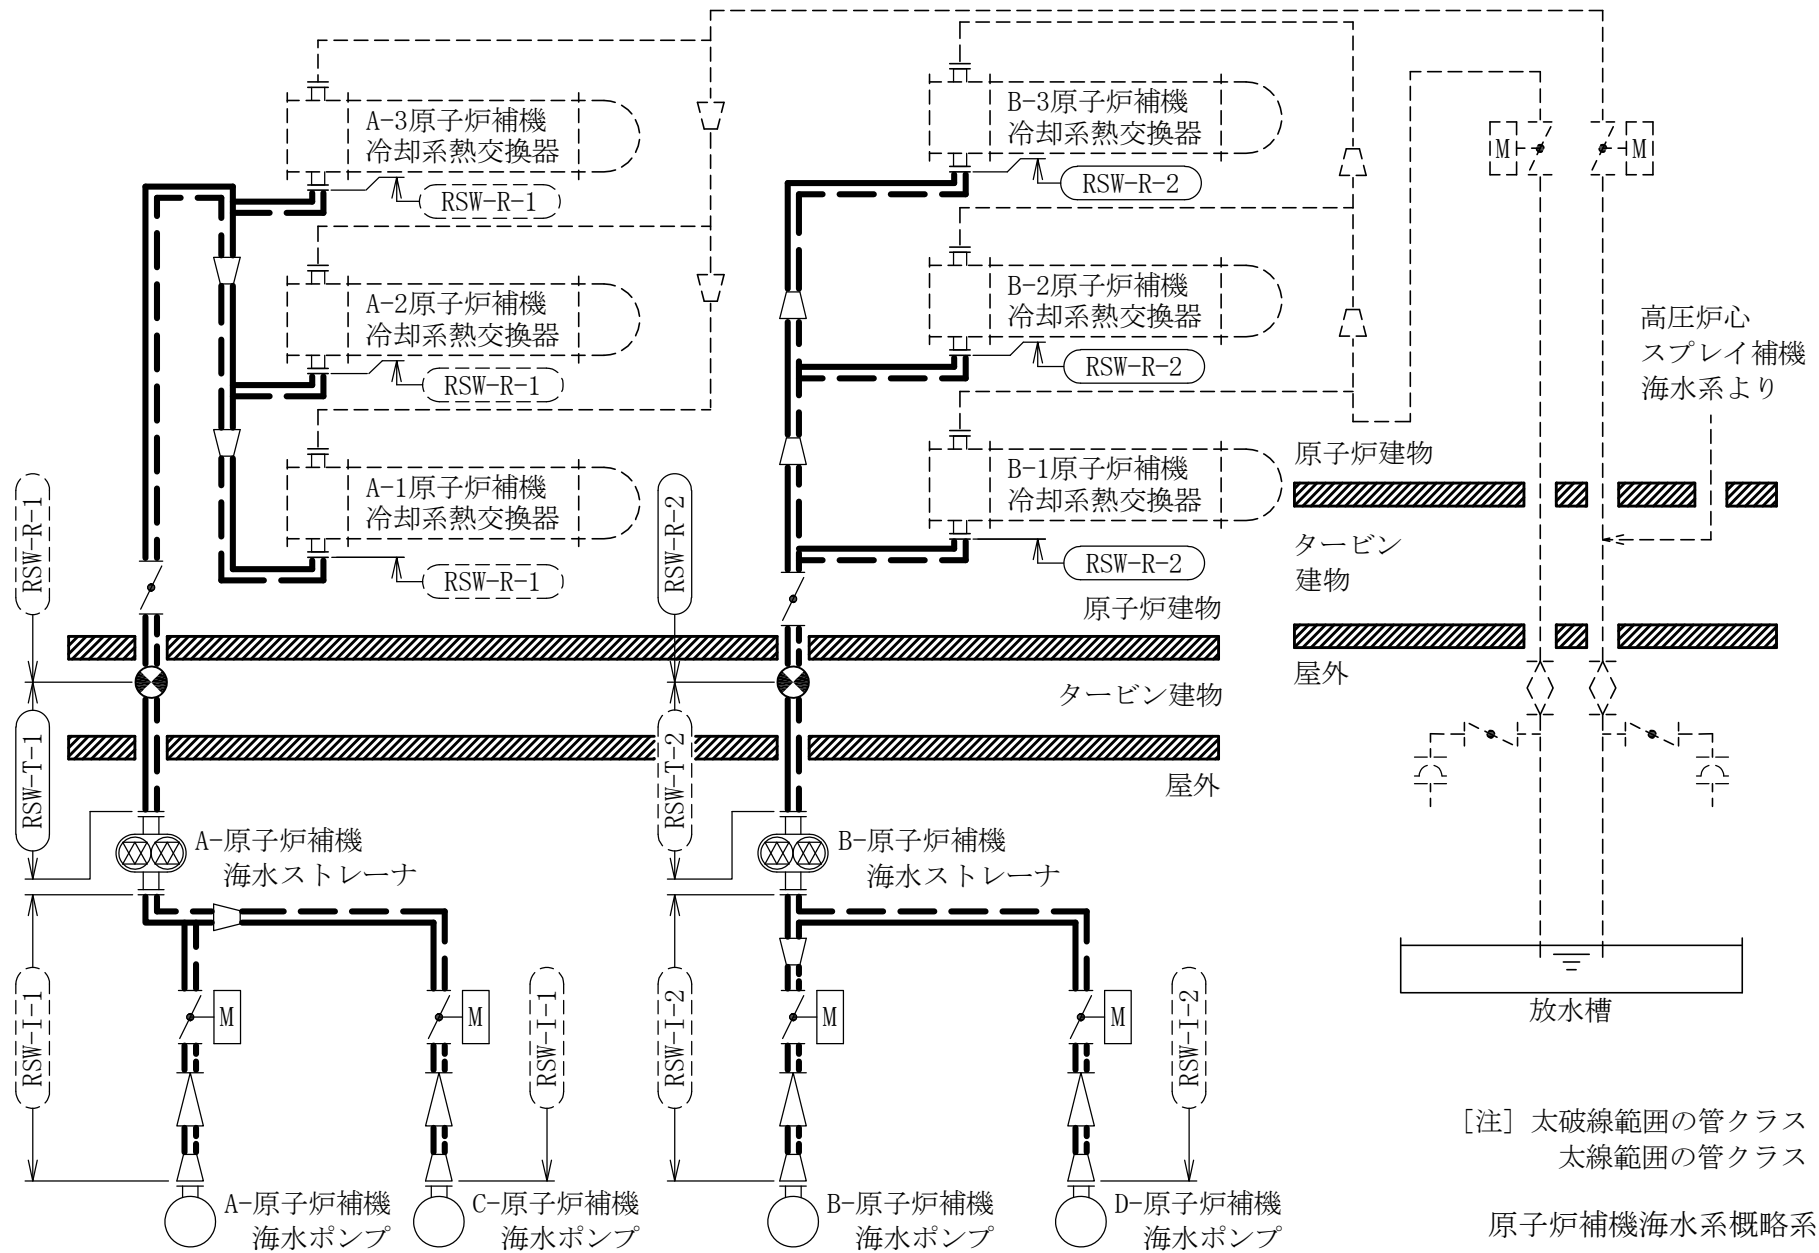 A-3原子炉補機
冷却系熱交換器
RSW-R-1
A-2原子炉補機
冷却系熱交換器
RSW-R-1
A-1原子炉補機
冷却系熱交換器
RSW-R-1
B-3原子炉補機
冷却系熱交換器
RSW-R-2
B-2原子炉補機
冷却系熱交換器
RSW-R-2
B-1原子炉補機
冷却系熱交換器
RSW-R-2
M
M
高圧炉心
スプレイ補機
海水系より
原子炉建物
タービン
建物
屋外
RSW-R-1
RSW-R-2
原子炉建物
タービン建物
屋外
RSW-T-1
RSW-T-2
A-原子炉補機
海水ストレーナ
B-原子炉補機
海水ストレーナ
RSW-I-1
M
M
RSW-I-1
RSW-I-2
M
M
RSW-I-2
放水槽
A-原子炉補機
海水ポンプ
C-原子炉補機
海水ポンプ
B-原子炉補機
海水ポンプ
D-原子炉補機
海水ポンプ
［注］太破線範囲の管クラス
太線範囲の管クラス
原子炉補機海水系概略系